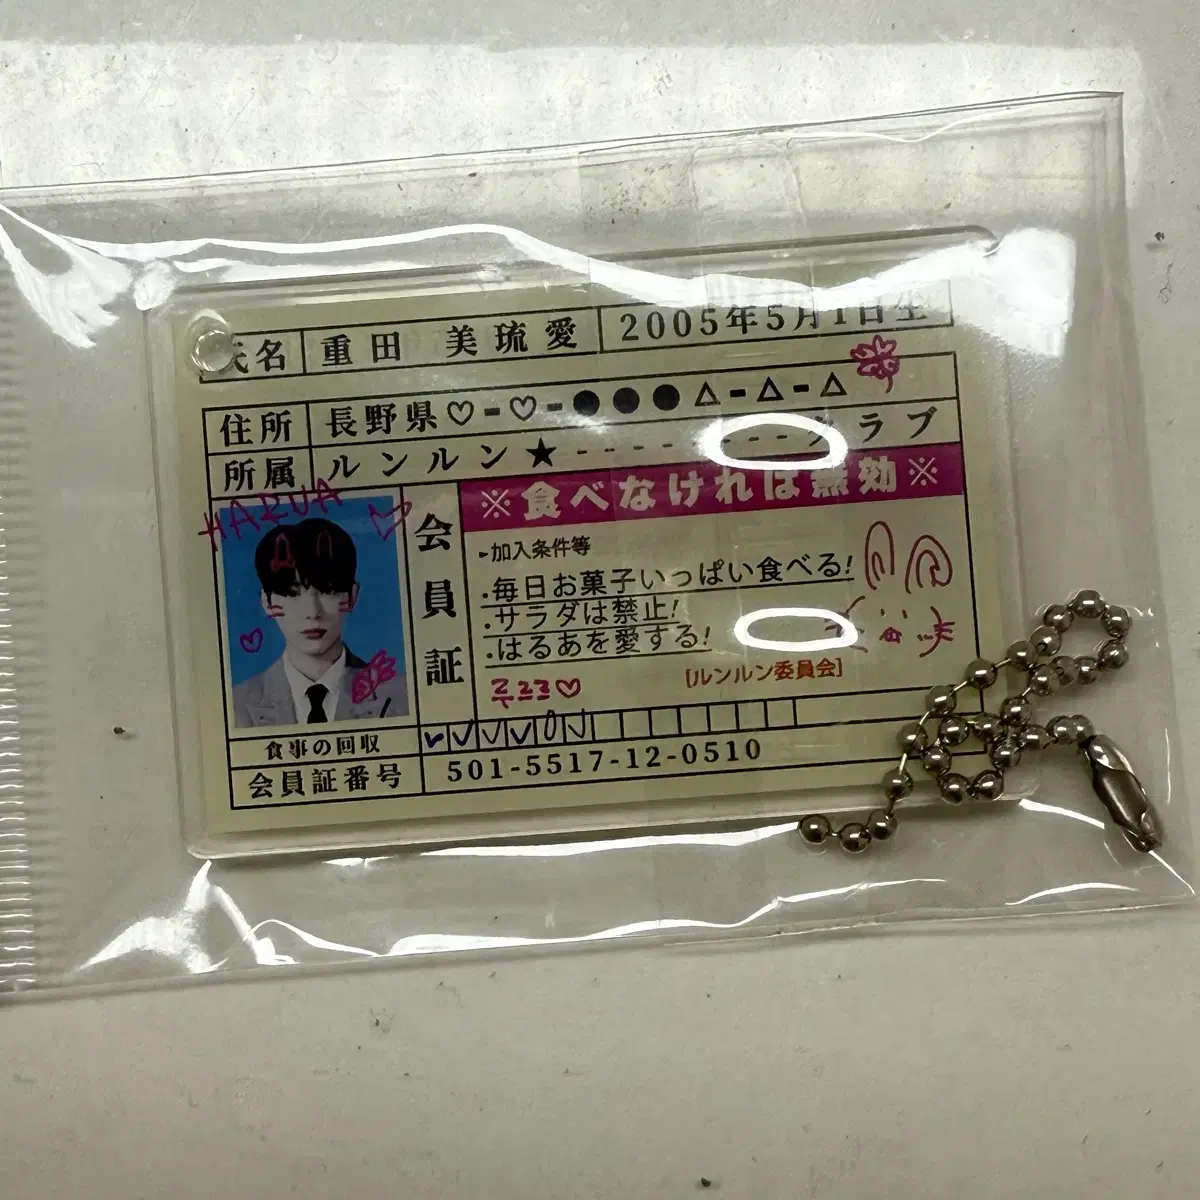 氏名 重田 美琉愛 2005年5月1日生
住所 長野県♡-♡-●●●△-△-△
所属 ルンルン★------クラブ
※食べなければ無効※
HARUA
会員証
-加入条件等
.毎日お菓子いっぱい食べる!
.サラダは禁止!
.はるあを愛する!
[ルンルン委員会]
食事の回収
会員証番号 501-5517-12-0510